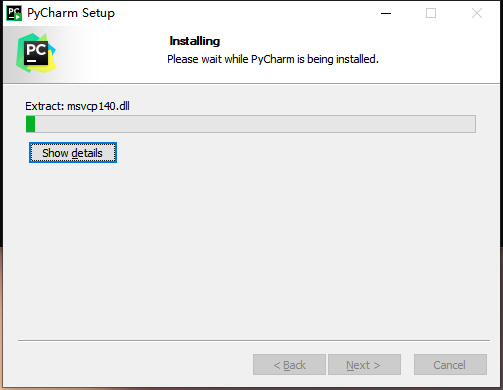 PC PyCharm Setup
PC
Installing
Please wait while PyCharm is being installed.
Extract: msvcp140.dll
Show details
< Back Next > Cancel